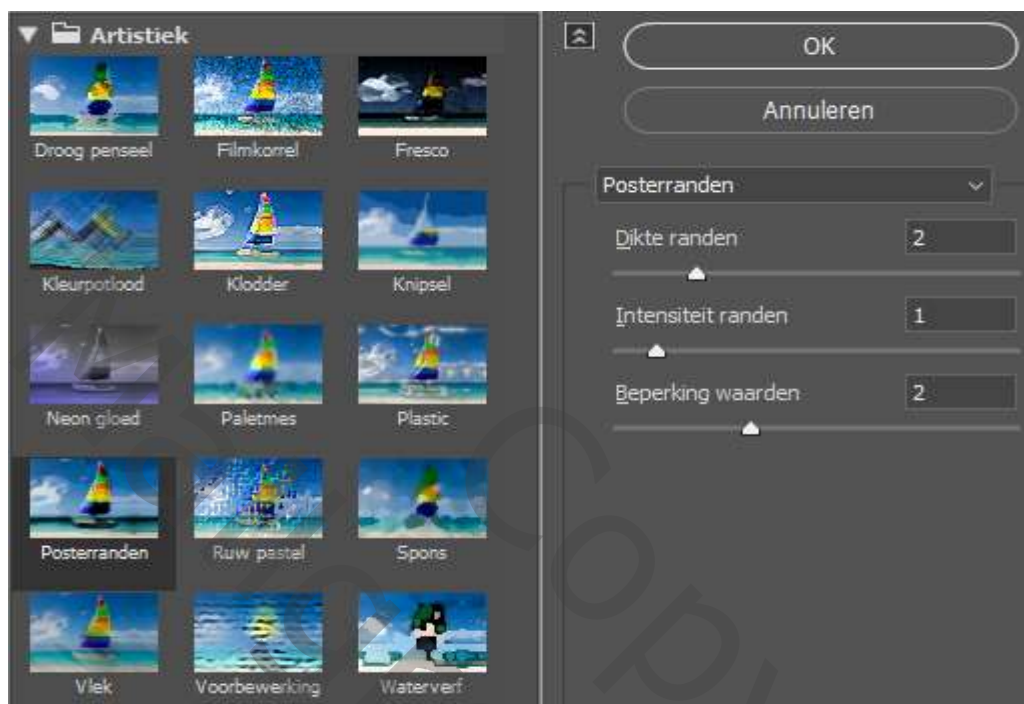 Artistiek
Droog penseel
Filmkorrel
Fresco
Kleurpotlood
Klodder
Knipsel
Neon gloed
Paletmes
Plastic
Posterranden
Ruw pastel
Spons
Vlek
Voorbewerking
Waterverf
OK
Annuleren
Posterranden
Dikte randen 2
Intensiteit randen 1
Beperking waarden 2